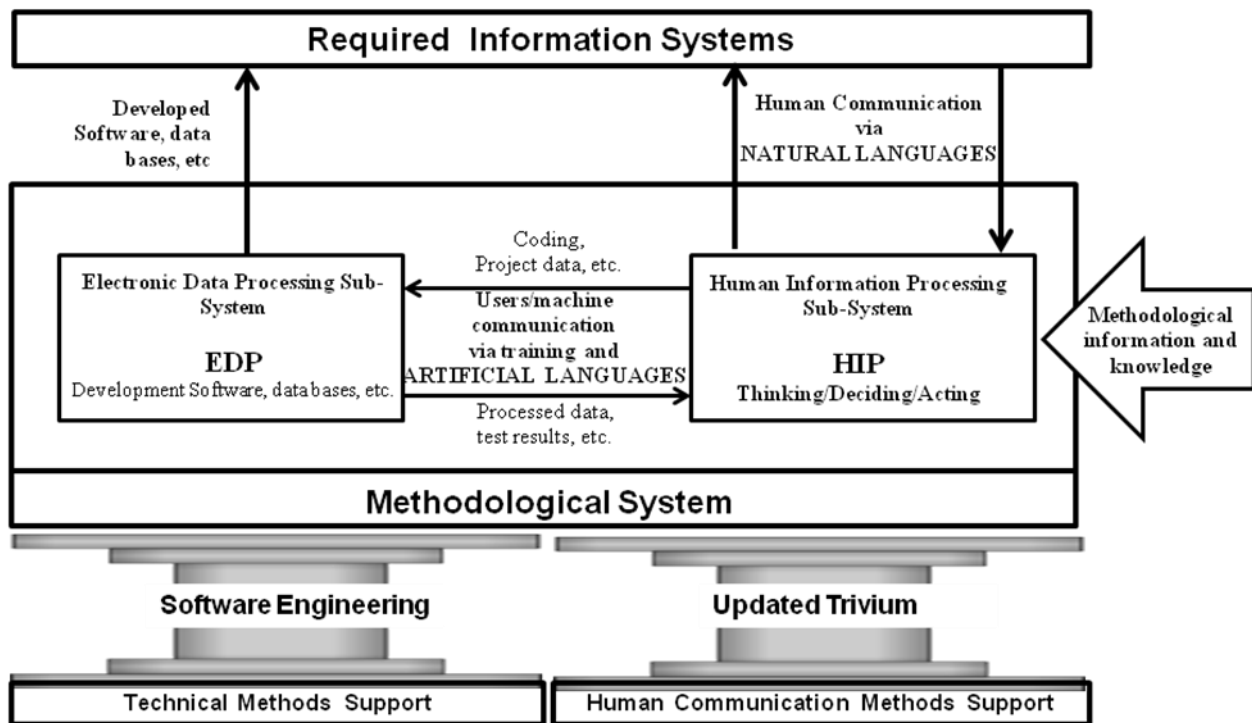 Required Information Systems
Developed
Software, data
bases, etc
Human Communication
via
NATURAL LANGUAGES
Electronic Data Processing Sub-
System
EDP
Development Software, data bases, etc.
Coding,
Project data, etc.
Users/machine
communication
via training and
ARTIFICIAL LANGUAGES
Processed data,
test results, etc.
Human Information Processing
Sub-System
HIP
Thinking/Deciding/Acting
Methodological
information and
knowledge
Methodological System
Software Engineering
Updated Trivium
Technical Methods Support
Human Communication Methods Support